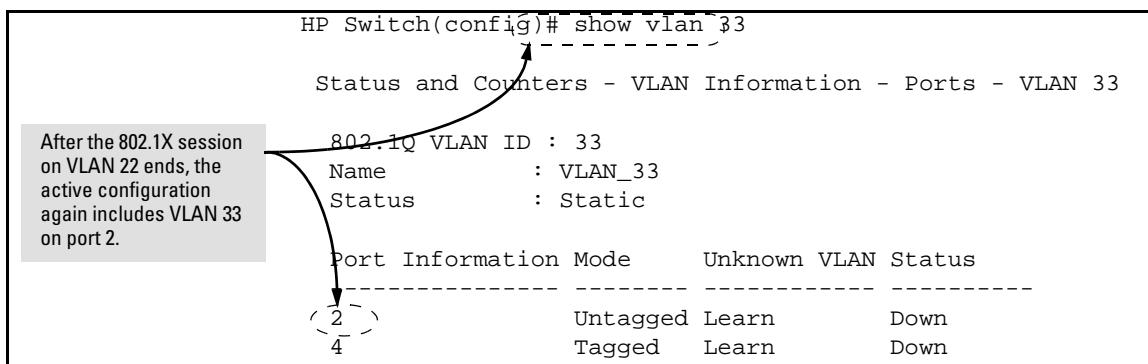 HP Switch(config)# show vlan 33
Status and Counters - VLAN Information - Ports - VLAN 33
After the 802.1X session
on VLAN 22 ends, the
active configuration
again includes VLAN 33
on port 2.
802.1Q VLAN ID : 33
Name : VLAN_33
Status : Static
Port Information Mode Unknown VLAN Status
---------------- -------- ------------ ----------
2 Untagged Learn Down
4 Tagged Learn Down